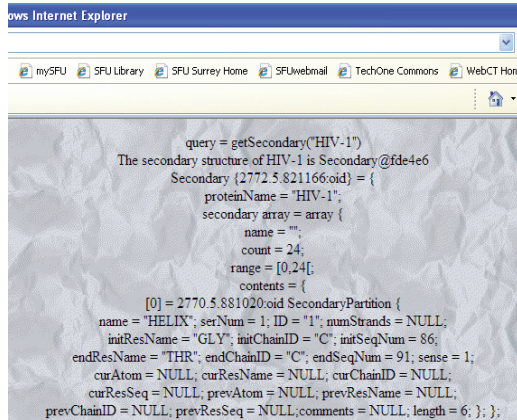 ows Internet Explorer
mySFU SFU Library SFU Surrey Home SFUwebmail TechOne Commons WebCT Hom
query = getSecondary("HIV-1")
The secondary structure of HIV-1 is Secondary@fde4e6
Secondary {2772.5.821166:oid} = {
proteinName = "HIV-1";
secondary array = array {
name = "";
count = 24;
range = [0,24[;
contents = {
[0] = 2770.5.881020:oid SecondaryPartition {
name = "HELIX"; serNum = 1; ID = "1"; numStrands = NULL;
initResName = "GLY"; initChainID = "C"; initSeqNum = 86;
endResName = "THR"; endChainID = "C"; endSeqNum = 91; sense = 1;
curAtom = NULL; curResName = NULL; curChainID = NULL;
curResSeq = NULL; prevAtom = NULL; prevResName = NULL;
prevChainID = NULL; prevResSeq = NULL;comments = NULL; length = 6; }; };